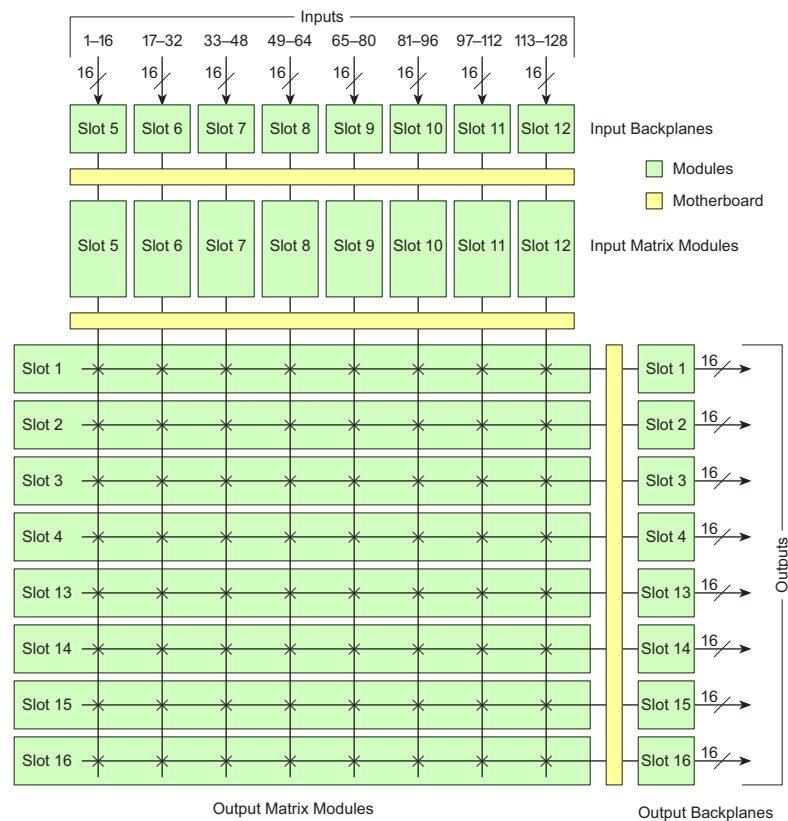 Inputs
1–16 17–32 33–48 49–64 65–80 81–96 97–112 113–128
16 16 16 16 16 16 16 16
Slot 5 Slot 6 Slot 7 Slot 8 Slot 9 Slot 10 Slot 11 Slot 12 Input Backplanes
Modules
Motherboard
Slot 5 Slot 6 Slot 7 Slot 8 Slot 9 Slot 10 Slot 11 Slot 12 Input Matrix Modules
Slot 1 Slot 1 16
Slot 2 Slot 2 16
Slot 3 Slot 3 16
Slot 4 Slot 4 16
Slot 13 Slot 13 16
Slot 14 Slot 14 16
Slot 15 Slot 15 16
Slot 16 Slot 16 16
Outputs
Output Matrix Modules
Output Backplanes